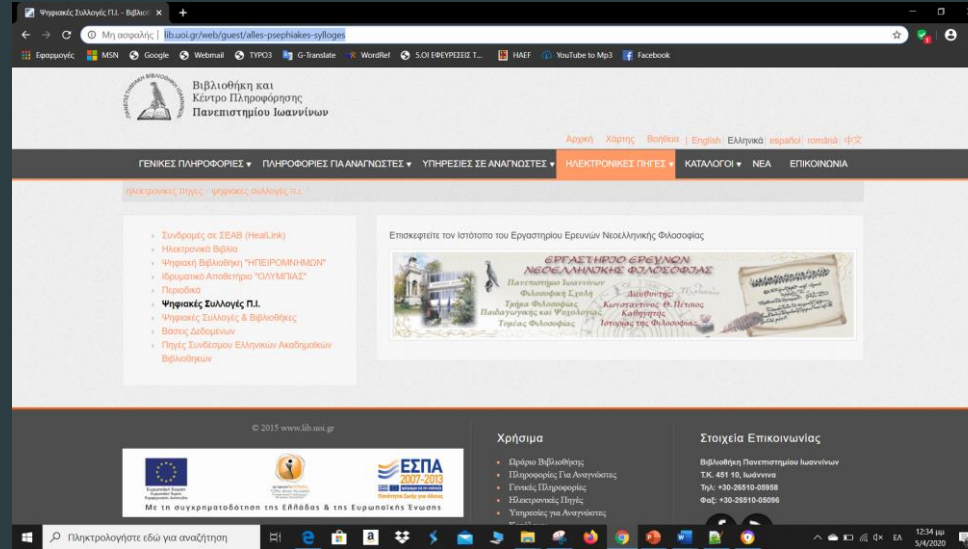 Ψηφιακές Συλλογές Π.Ι. - Βιβλιοθ
Μη ασφαλής | lib.uoi.gr/web/guest/alles-psephiakes-sylloges
Εφαρμογές MSN Google Webmail TYPO3 G-Translate WordRef 5.ΟΙ ΕΦΕΥΡΕΣΕΙΣ Τ... HAEF YouTube to Mp3 Facebook
Βιβλιοθήκη και
Κέντρο Πληροφόρησης
Πανεπιστημίου Ιωαννίνων
Αρχική Χάρτης Βοήθεια | English Ελληνικά español română 中文
ΓΕΝΙΚΕΣ ΠΛΗΡΟΦΟΡΙΕΣ ΠΛΗΡΟΦΟΡΙΕΣ ΓΙΑ ΑΝΑΓΝΩΣΤΕΣ ΥΠΗΡΕΣΙΕΣ ΣΕ ΑΝΑΓΝΩΣΤΕΣ ΗΛΕΚΤΡΟΝΙΚΕΣ ΠΗΓΕΣ ΚΑΤΑΛΟΓΟΙ ΝΕΑ ΕΠΙΚΟΙΝΩΝΙΑ
ηλεκτρονικές πηγές / ψηφιακές συλλογές π.ι. /
Συνδρομές σε ΣΕΑΒ (HealLink)
Ηλεκτρονικά Βιβλία
Ψηφιακή Βιβλιοθήκη "ΗΠΕΙΡΟΜΝΗΜΩΝ"
Ιδρυματικό Αποθετήριο "ΟΛΥΜΠΙΑΣ"
Περιοδικά
Ψηφιακές Συλλογές Π.Ι.
Ψηφιακές Συλλογές & Βιβλιοθήκες
Βάσεις Δεδομένων
Πηγές Συνδέσμου Ελληνικών Ακαδημαϊκών
Βιβλιοθηκών
Επισκεφτείτε τον Ιστότοπο του Εργαστηρίου Ερευνών Νεοελληνικής Φιλοσοφίας
ΕΡΓΑΣΤΗΡΙΟ ΕΡΕΥΝΩΝ
ΝΕΟΕΛΛΗΝΙΚΗΣ ΦΙΛΟΣΟΦΙΑΣ
Πανεπιστήμιο Ιωαννίνων
Φιλοσοφική Σχολή
Τμήμα Φιλοσοφίας
Παιδαγωγικής και Ψυχολογίας
Τομέας Φιλοσοφίας
Διευθυντής:
Κωνσταντίνος Θ. Πέτσιος
Καθηγητής
Ιστορίας της Φιλοσοφίας
© 2015 www.lib.uoi.gr
ΕΣΠΑ
2007-2013
Με τη συγχρηματοδότηση της Ελλάδας & της Ευρωπαϊκής Ένωσης
Χρήσιμα
Ωράριο Βιβλιοθήκης
Πληροφορίες Για Αναγνώστες
Γενικές Πληροφορίες
Ηλεκτρονικές Πηγές
Υπηρεσίες για Αναγνώστες
Στοιχεία Επικοινωνίας
Βιβλιοθήκη Πανεπιστημίου Ιωαννίνων
Τ.Κ. 451 10, Ιωάννινα
Τηλ: +30-26510-05958
Φαξ: +30-26510-05096
Πληκτρολογήστε εδώ για αναζήτηση
ΕΛ
12:34 μμ
5/4/2020